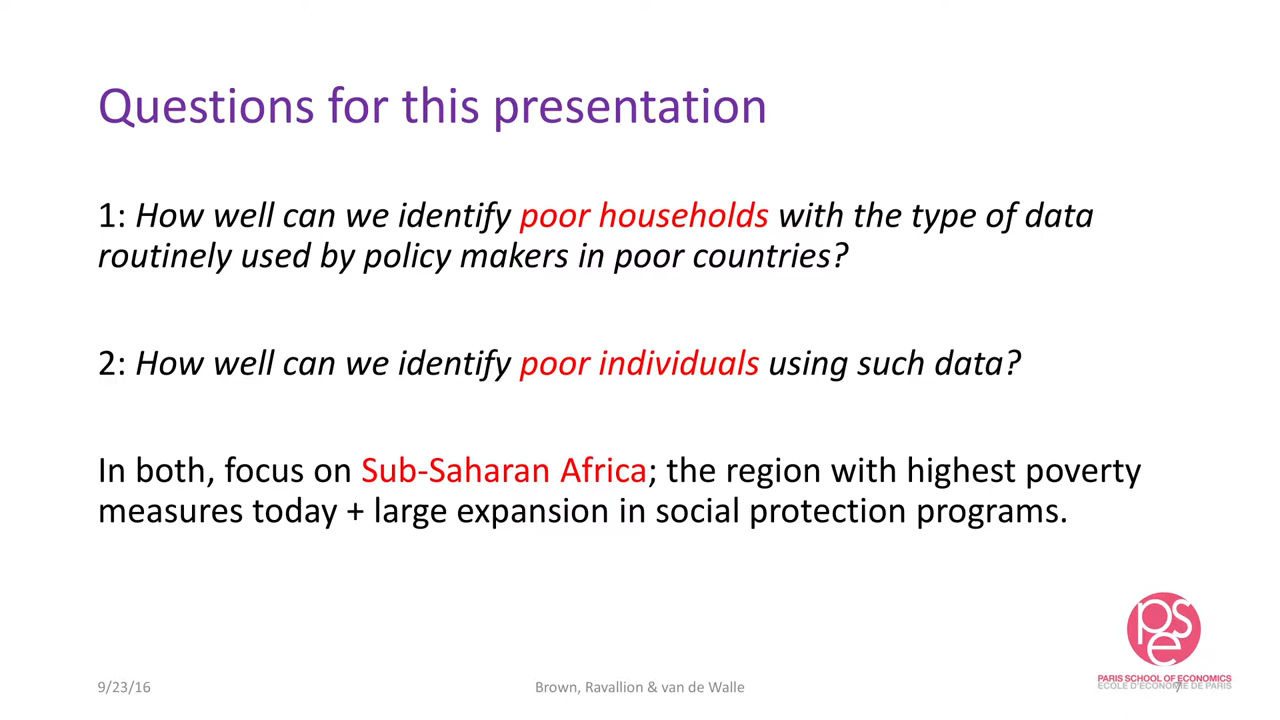 Questions for this presentation
1: How well can we identify poor households with the type of data
routinely used by policy makers in poor countries?
2: How well can we identify poor individuals using such data?
In both, focus on Sub-Saharan Africa; the region with highest poverty
measures today + large expansion in social protection programs.
pse
PARIS SCHOOL OF ECONOMICS
ECOLE D'ECONOMIE DE PARIS
9/23/16
Brown, Ravallion & van de Walle
7